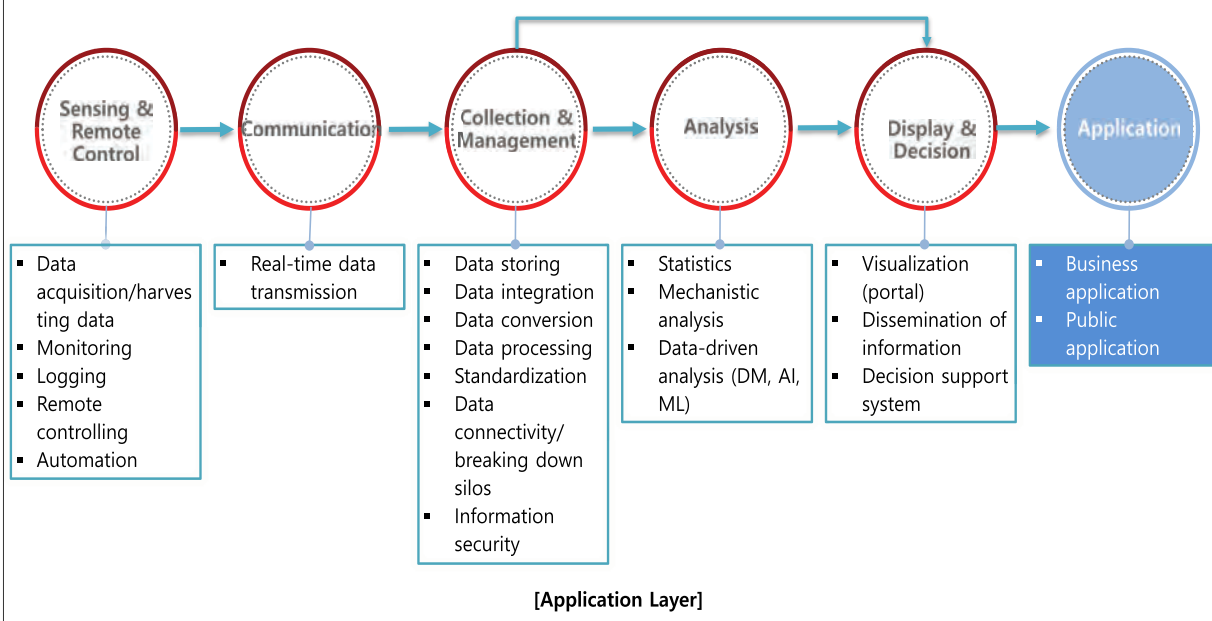 Sensing &
Remote
Control
Communication
Collection &
Management
Analysis
Display &
Decision
Application
▪ Data
acquisition/harves
ting data
▪ Monitoring
▪ Logging
▪ Remote
controlling
▪ Automation
▪ Real-time data
transmission
▪ Data storing
▪ Data integration
▪ Data conversion
▪ Data processing
▪ Standardization
▪ Data
connectivity/
breaking down
silos
▪ Information
security
▪ Statistics
▪ Mechanistic
analysis
▪ Data-driven
analysis (DM, AI,
ML)
▪ Visualization
(portal)
▪ Dissemination of
information
▪ Decision support
system
▪ Business
application
▪ Public
application
[Application Layer]